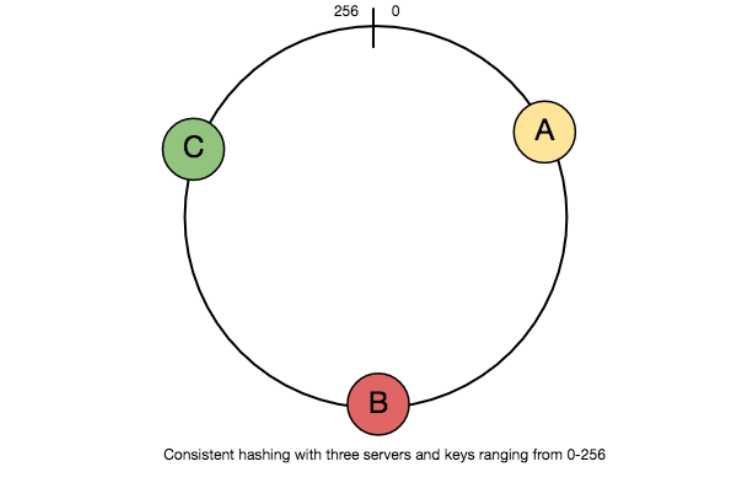 256 0
A
C
B
Consistent hashing with three servers and keys ranging from 0-256